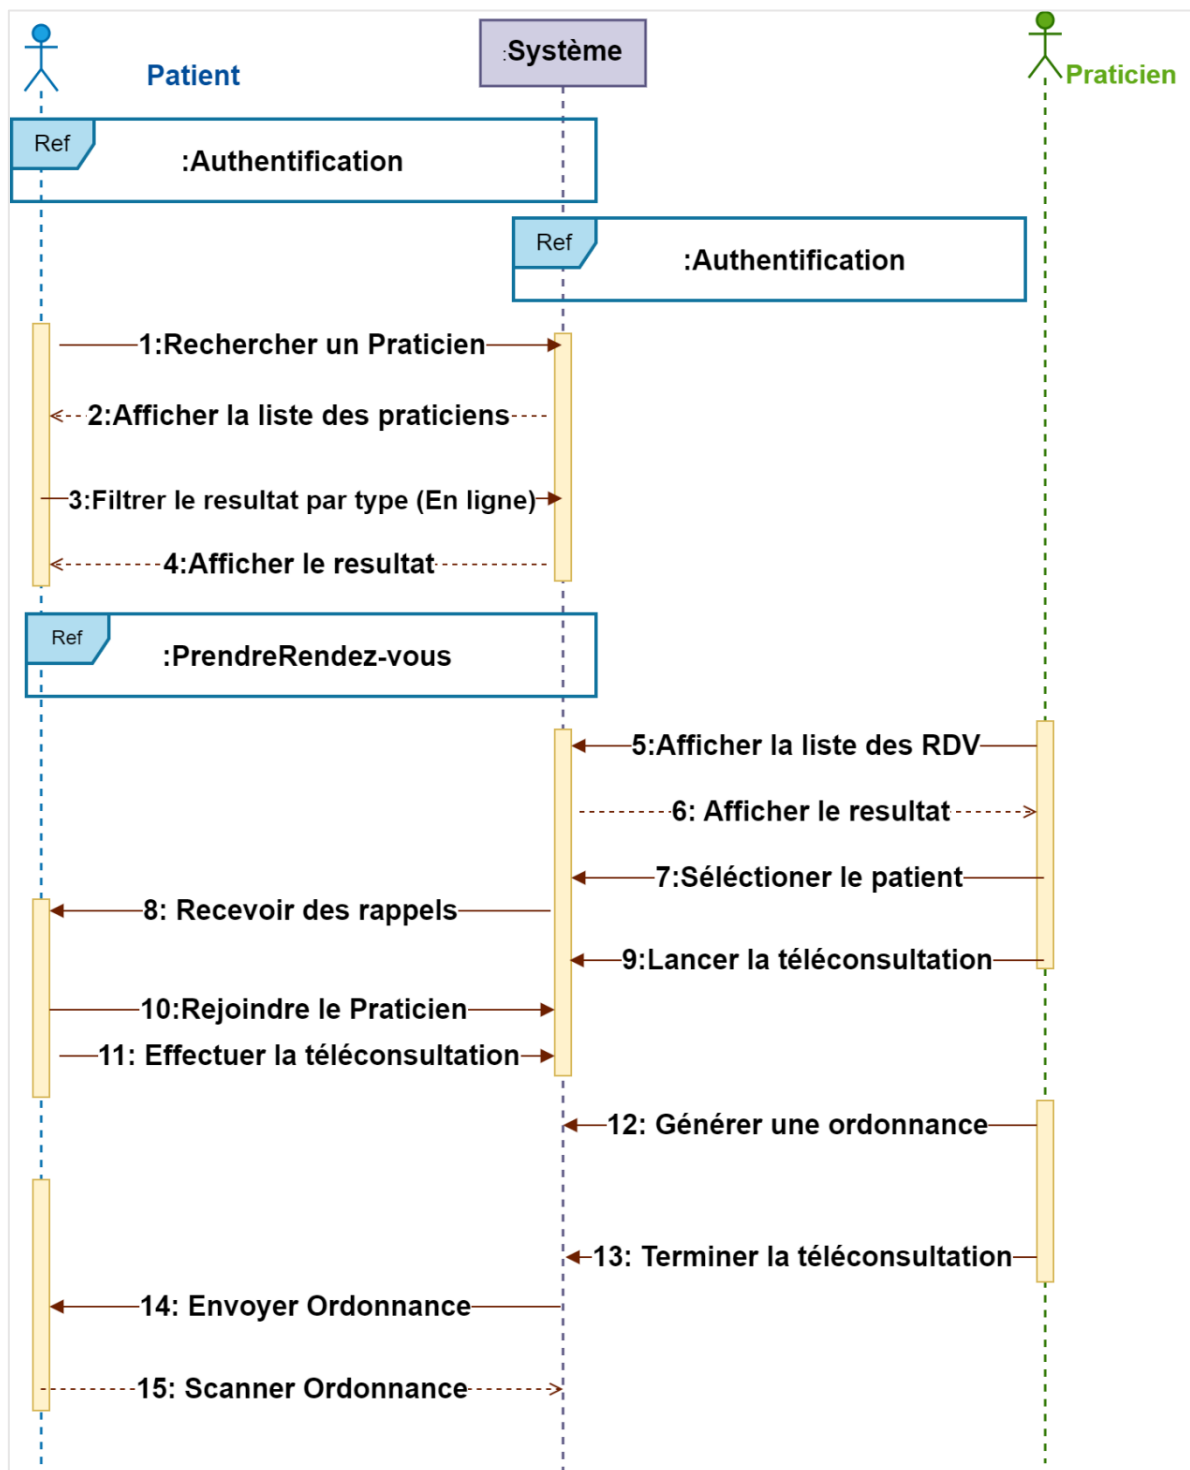 Patient
:Système
Praticien
Ref
:Authentification
Ref
:Authentification
1:Rechercher un Praticien
2:Afficher la liste des praticiens
3:Filtrer le resultat par type (En ligne)
4:Afficher le resultat
Ref
:PrendreRendez-vous
5:Afficher la liste des RDV
6: Afficher le resultat
7:Séléctioner le patient
8: Recevoir des rappels
9:Lancer la téléconsultation
10:Rejoindre le Praticien
11: Effectuer la téléconsultation
12: Générer une ordonnance
13: Terminer la téléconsultation
14: Envoyer Ordonnance
15: Scanner Ordonnance